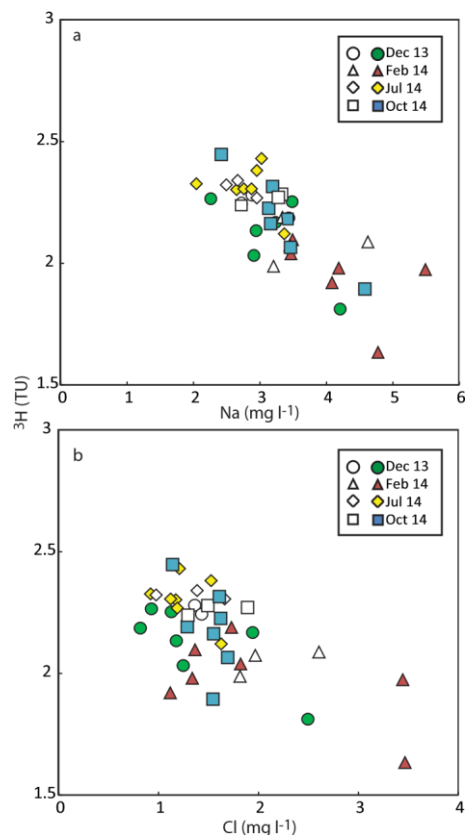 a
3
2.5
2
1.5
Dec 13
Feb 14
Jul 14
Oct 14
0 1 2 3 4 5 6
Na (mg l-1)
3H (TU)
b
3
2.5
2
1.5
Dec 13
Feb 14
Jul 14
Oct 14
0 1 2 3 4
Cl (mg l-1)